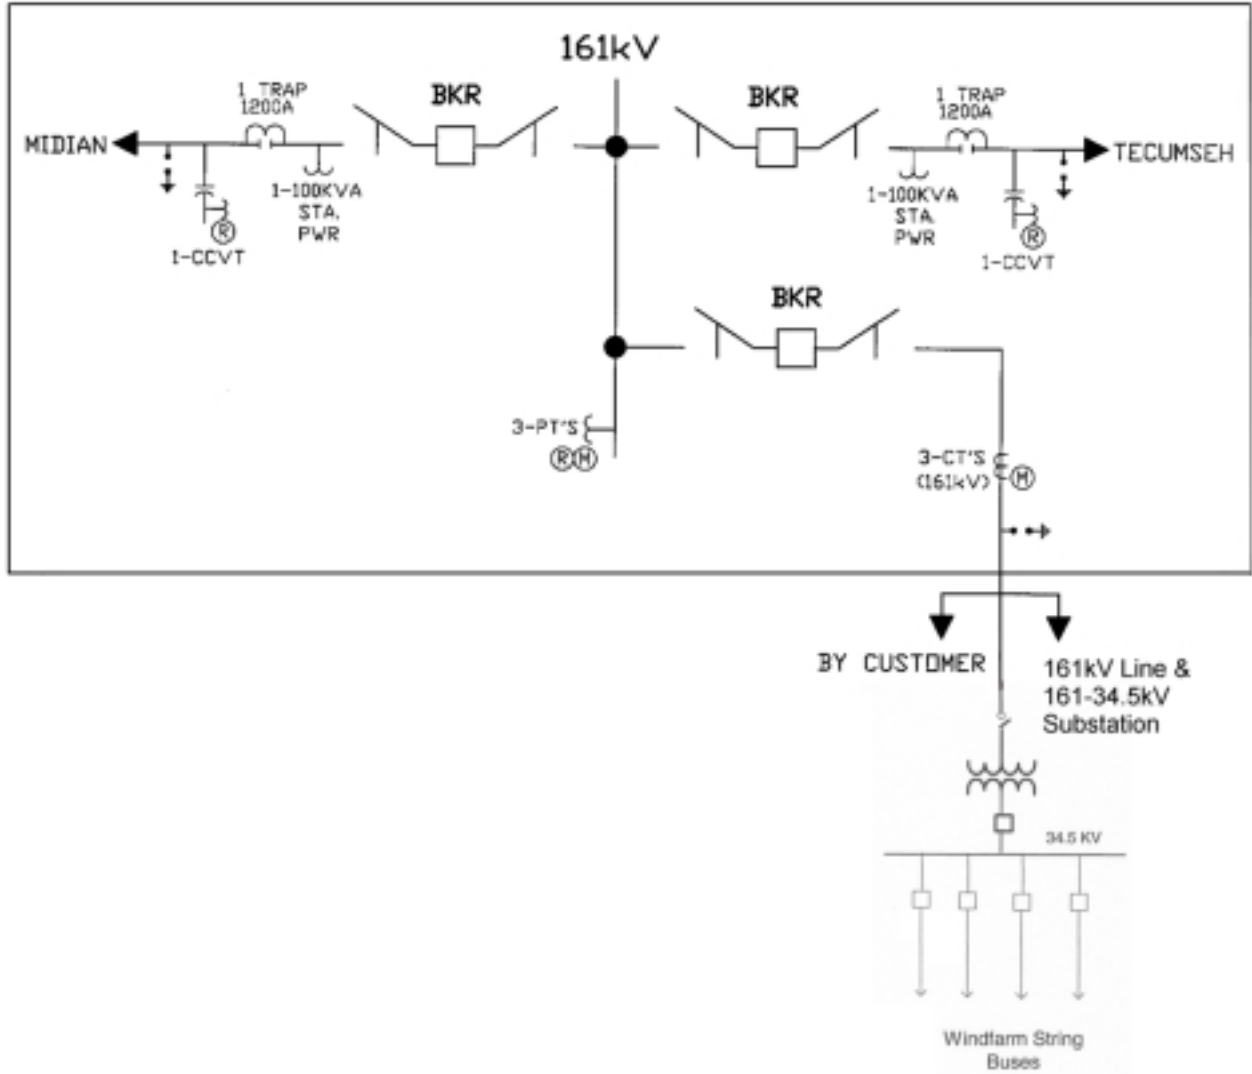 161kV
1 TRAP
1200A
BKR
BKR
1 TRAP
1200A
MIDIAN
TECUMSEH
1-100KVA
STA.
PWR
R
1-CCVT
1-100KVA
STA.
PWR
R
1-CCVT
BKR
3-PT'S
R M
3-CT'S
(161kV)
M
BY CUSTOMER
161kV Line &
161-34.5kV
Substation
34.5 KV
Windfarm String
Buses